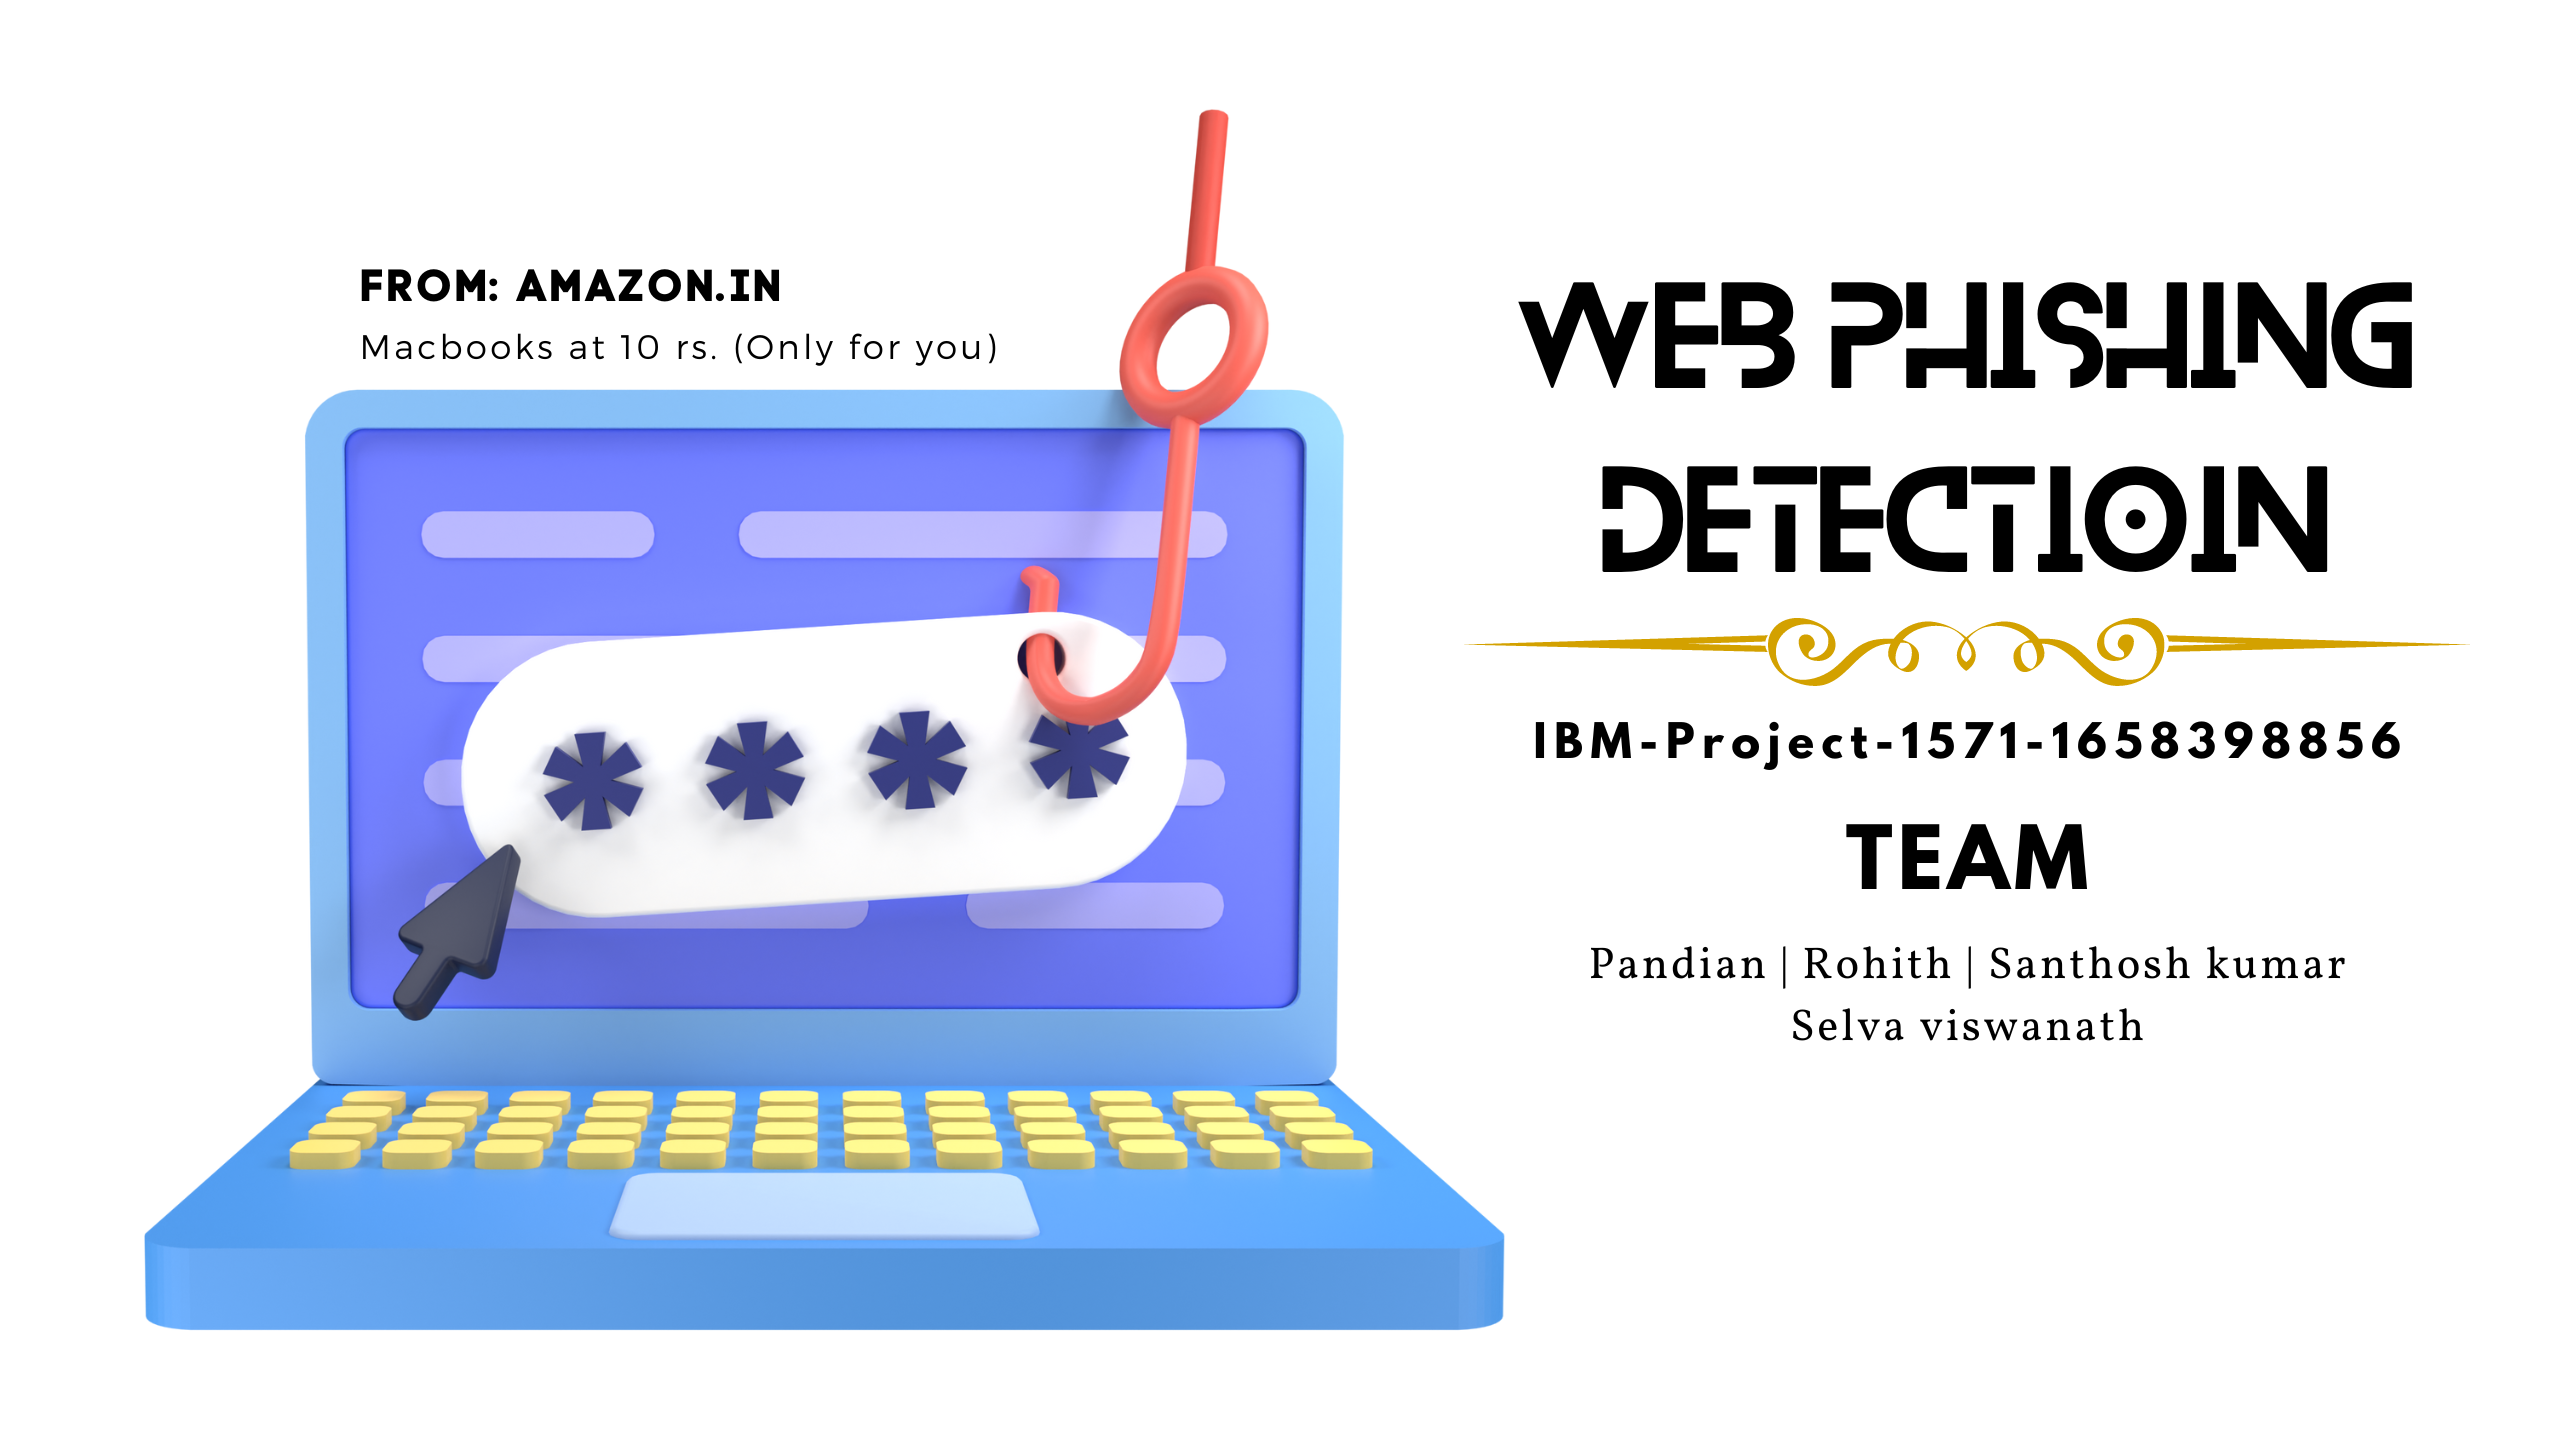 FROM: AMAZON.IN
Macbooks at 10 rs. (Only for you)
* * * *
WEB PHISHING
DETECTIOIN
IBM-Project-1571-1658398856
TEAM
Pandian | Rohith | Santhosh kumar
Selva viswanath